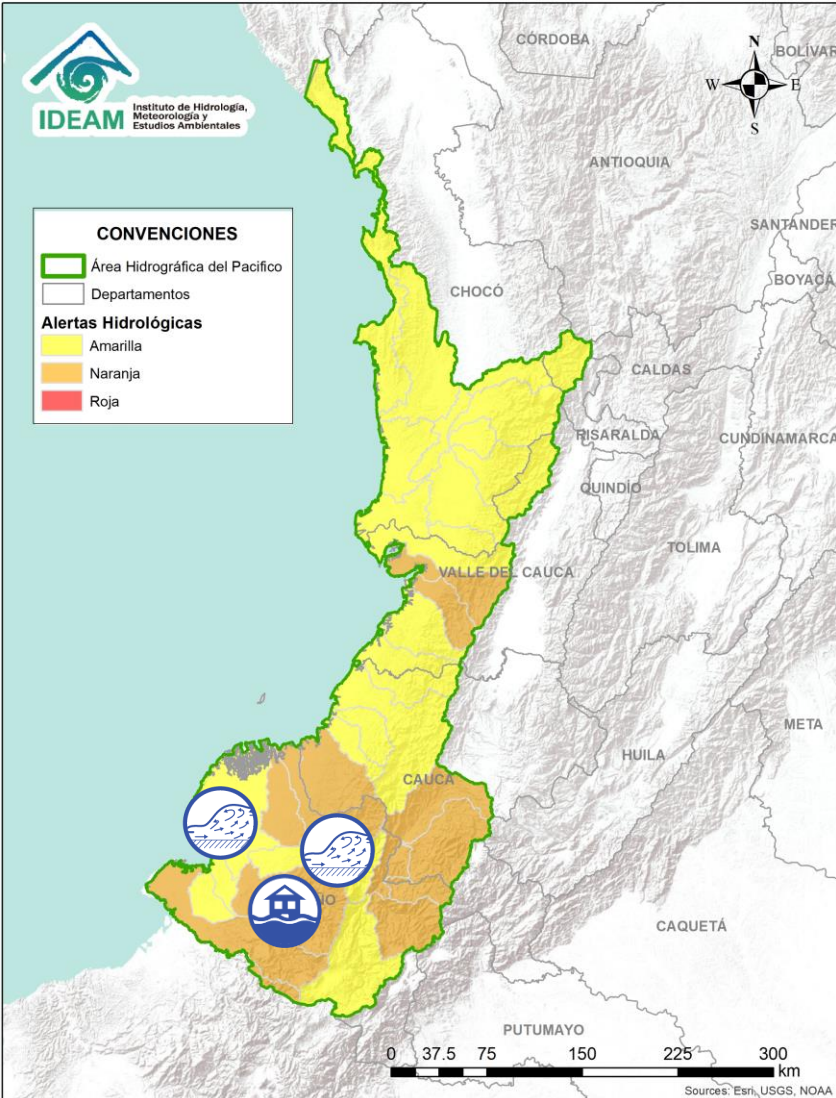 IDEAM
Instituto de Hidrología,
Meteorología y
Estudios Ambientales
N
W
E
S
CÓRDOBA
BOLÍVAR
ANTIOQUIA
SANTANDER
BOYACÁ
CHOCÓ
CALDAS
RISARALDA
CUNDINAMARCA
QUINDÍO
TOLIMA
VALLE DEL CAUCA
META
HUILA
CAUCA
ÑO
CAQUETÁ
PUTUMAYO
CONVENCIONES
Área Hidrográfica del Pacifico
Departamentos
Alertas Hidrológicas
Amarilla
Naranja
Roja
0 37.5 75 150 225 300
km
Sources: Esri, USGS, NOAA